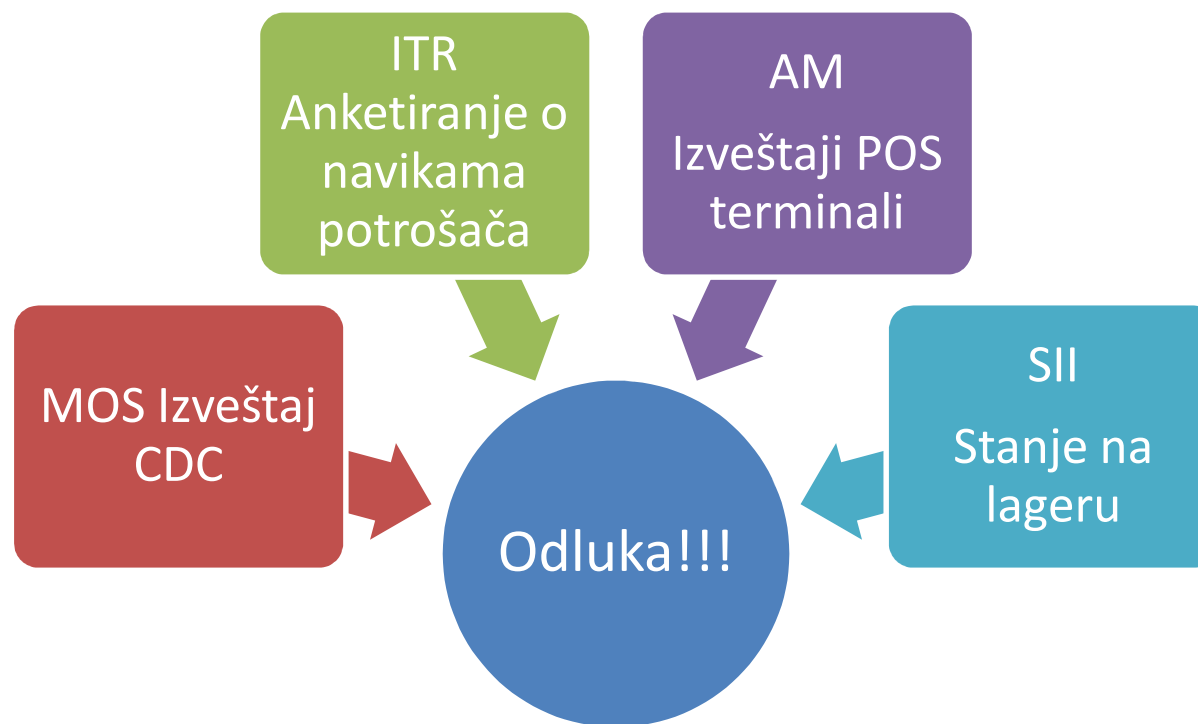 ITR
Anketiranje o
navikama
potrošača
AM
Izveštaji POS
terminali
MOS Izveštaj
CDC
SII
Stanje na
lageru
Odluka!!!